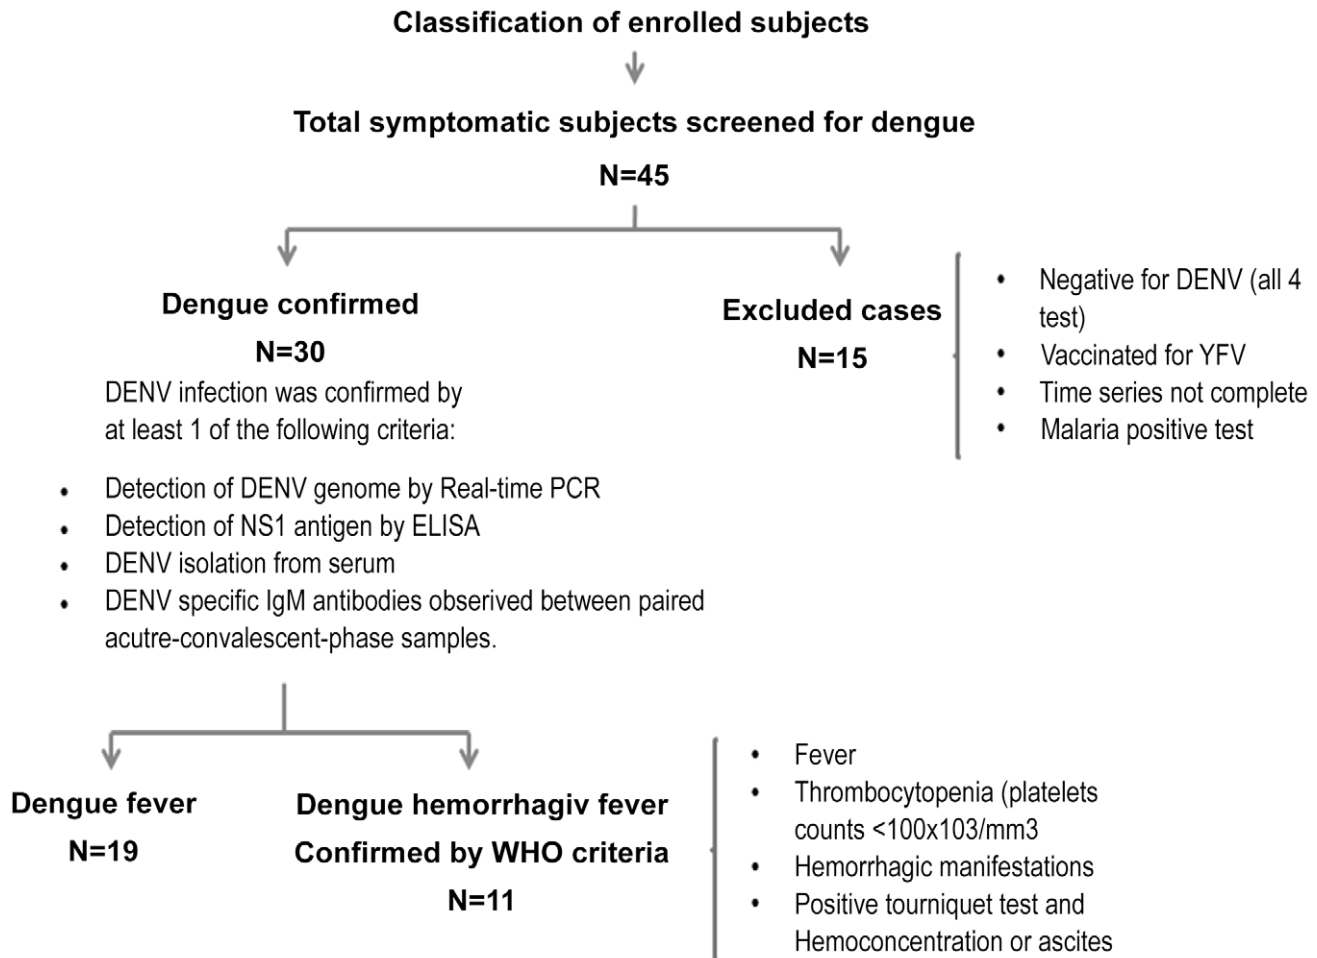 Classification of enrolled subjects
Total symptomatic subjects screened for dengue
N=45
Dengue confirmed
N=30
DENV infection was confirmed by
at least 1 of the following criteria:
• Detection of DENV genome by Real-time PCR
• Detection of NS1 antigen by ELISA
• DENV isolation from serum
• DENV specific IgM antibodies obserived between paired
acutre-convalescent-phase samples.
Excluded cases
N=15
• Negative for DENV (all 4
test)
• Vaccinated for YFV
• Time series not complete
• Malaria positive test
Dengue fever
N=19
Dengue hemorrhagiv fever
Confirmed by WHO criteria
N=11
• Fever
• Thrombocytopenia (platelets
counts <100x103/mm3
• Hemorrhagic manifestations
• Positive tourniquet test and
Hemoconcentration or ascites